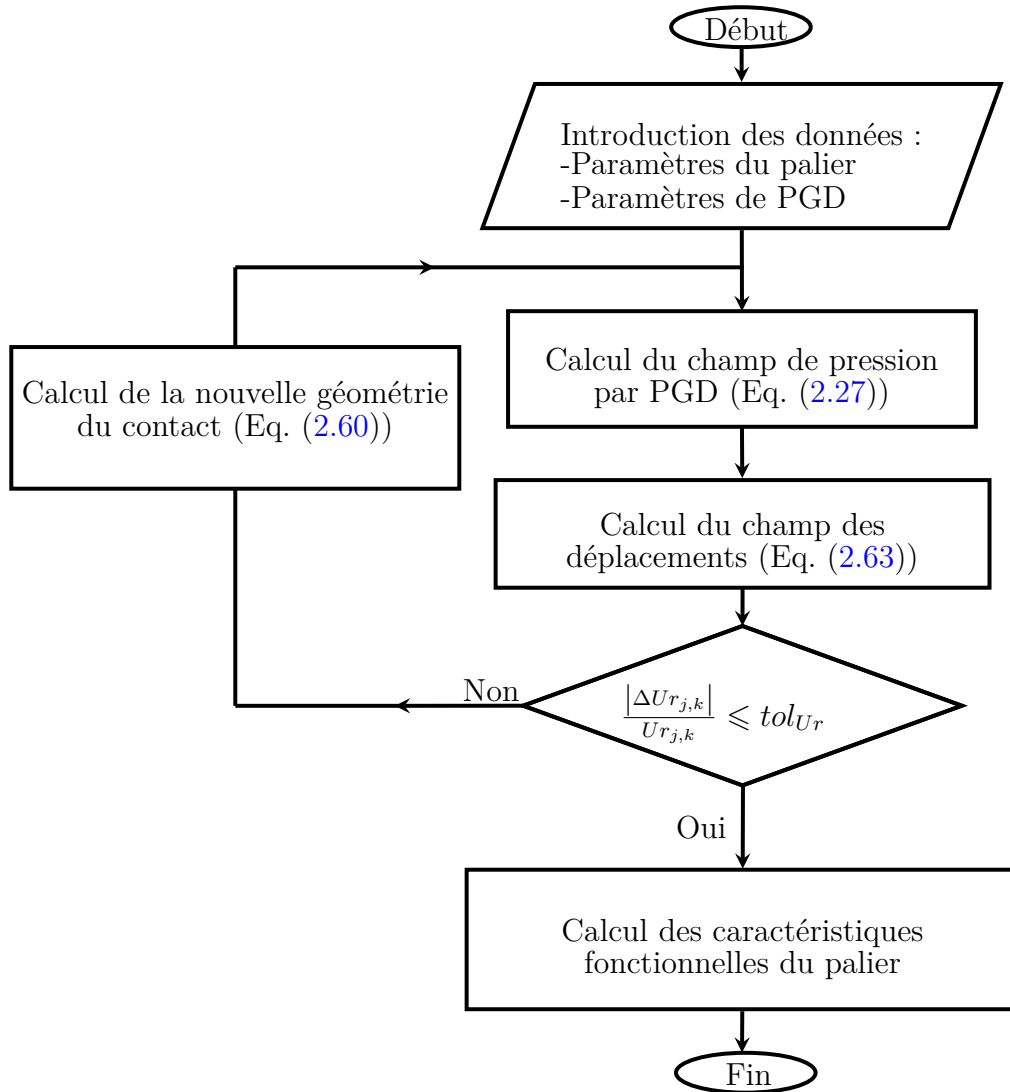 Début
Introduction des données :
-Paramètres du palier
-Paramètres de PGD
Calcul du champ de pression
par PGD (Eq. (2.27))
Calcul de la nouvelle géométrie
du contact (Eq. (2.60))
Calcul du champ des
déplacements (Eq. (2.63))
Non
|ΔUr_{j,k}| / Ur_{j,k} ⩽ tol_{Ur}
Oui
Calcul des caractéristiques
fonctionnelles du palier
Fin